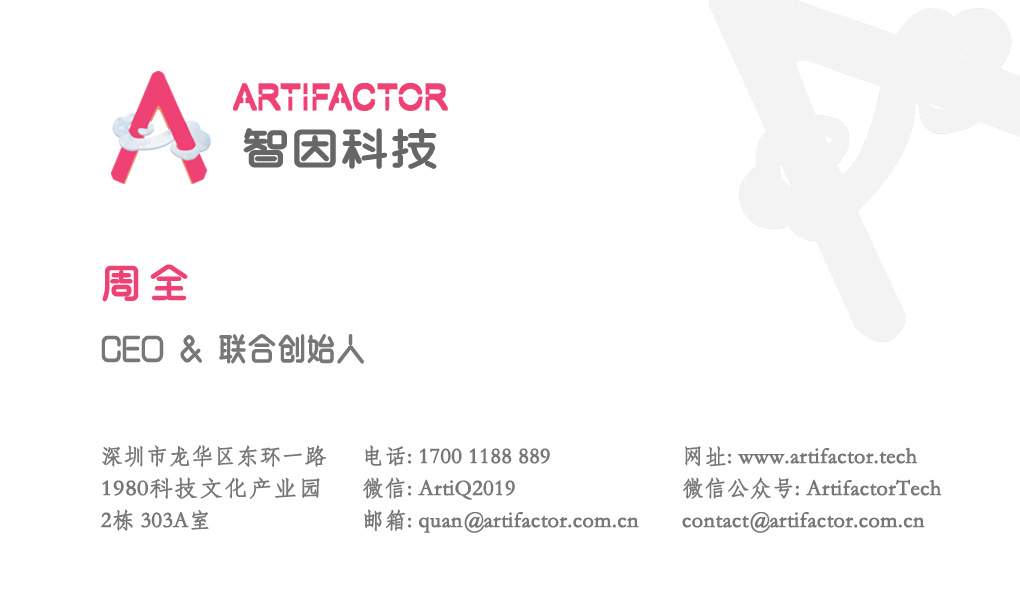 ARTIFACTOR
智因科技
周全
CEO & 联合创始人
深圳市龙华区东环一路
1980科技文化产业园
2栋 303A室
电话: 1700 1188 889
微信: ArtiQ2019
邮箱: quan@artifactor.com.cn
网址: www.artifactor.tech
微信公众号: ArtifactorTech
contact@artifactor.com.cn